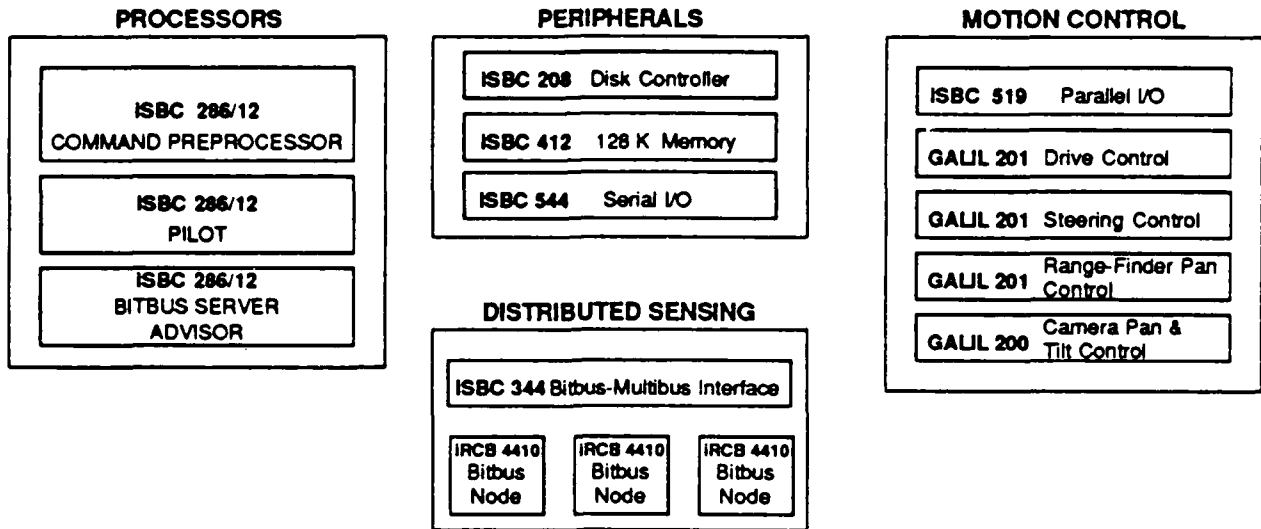 PROCESSORS
ISBC 286/12
COMMAND PREPROCESSOR
ISBC 286/12
PILOT
ISBC 286/12
BITBUS SERVER
ADVISOR
PERIPHERALS
ISBC 208 Disk Controller
ISBC 412 128 K Memory
ISBC 544 Serial I/O
DISTRIBUTED SENSING
ISBC 344 Bitbus-Multibus Interface
iRCB 4410
Bitbus
Node
iRCB 4410
Bitbus
Node
iRCB 4410
Bitbus
Node
MOTION CONTROL
ISBC 519 Parallel I/O
GALIL 201 Drive Control
GALIL 201 Steering Control
GALIL 201 Range-Finder Pan
Control
GALIL 200 Camera Pan &
Tilt Control